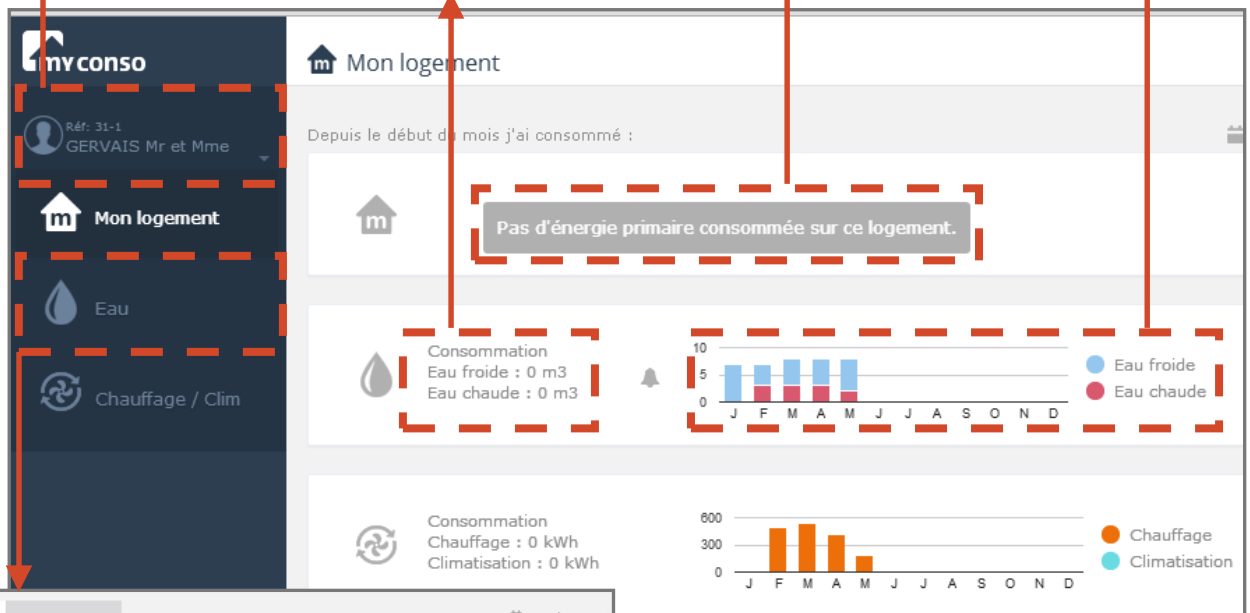 myconso
Mon logement
Réf: 31-1
GERVAIS Mr et Mme
Depuis le début du mois j'ai consommé :
Mon logement
m
m
m
Pas d'énergie primaire consommée sur ce logement.
Eau
Consommation
Eau froide : 0 m3
Eau chaude : 0 m3
10
5
0
J F M A M J J A S O N D
Eau froide
Eau chaude
Chauffage / Clim
Consommation
Chauffage : 0 kWh
Climatisation : 0 kWh
600
300
0
J F M A M J J A S O N D
Chauffage
Climatisation